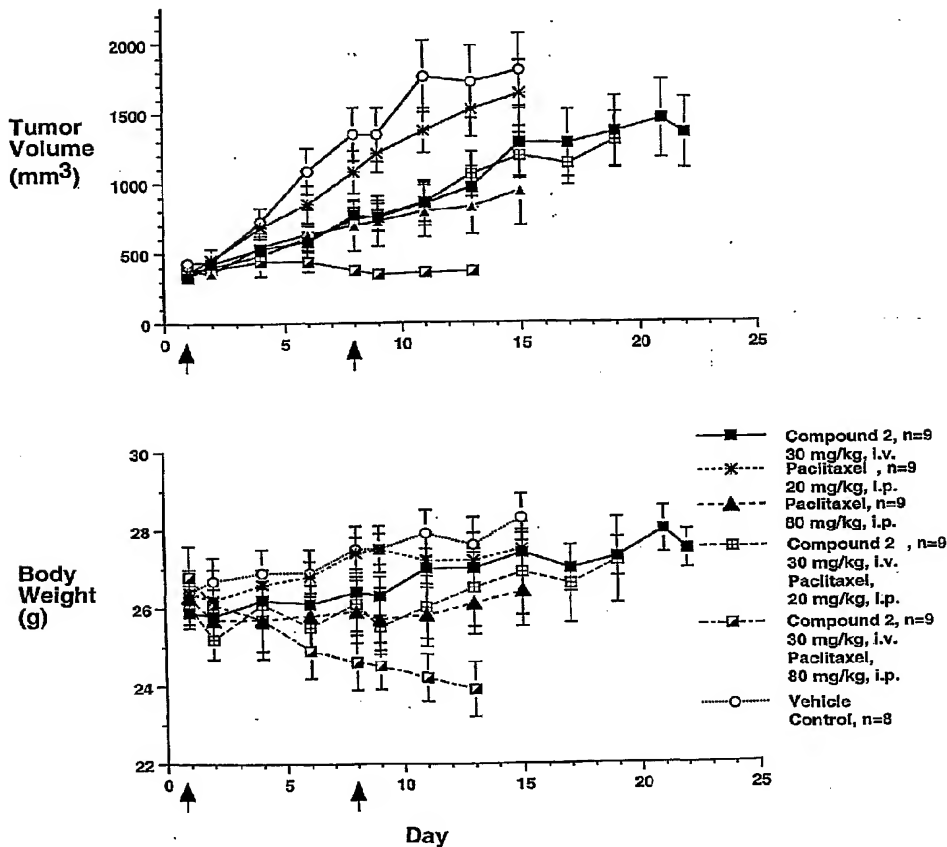 2000
1500
1000
500
0
Tumor
Volume
(mm3)
0 5 10 15 20 25
30
28
26
24
22
Body
Weight
(g)
0 5 10 15 20 25
Day
Compound 2, n=9
30 mg/kg, i.v.
Paclitaxel , n=9
20 mg/kg, i.p.
Paclitaxel, n=9
80 mg/kg, i.p.
Compound 2 , n=9
30 mg/kg, i.v.
Paclitaxel,
20 mg/kg, i.p.
Compound 2, n=9
30 mg/kg, i.v.
Paclitaxel,
80 mg/kg, i.p.
Vehicle
Control, n=8